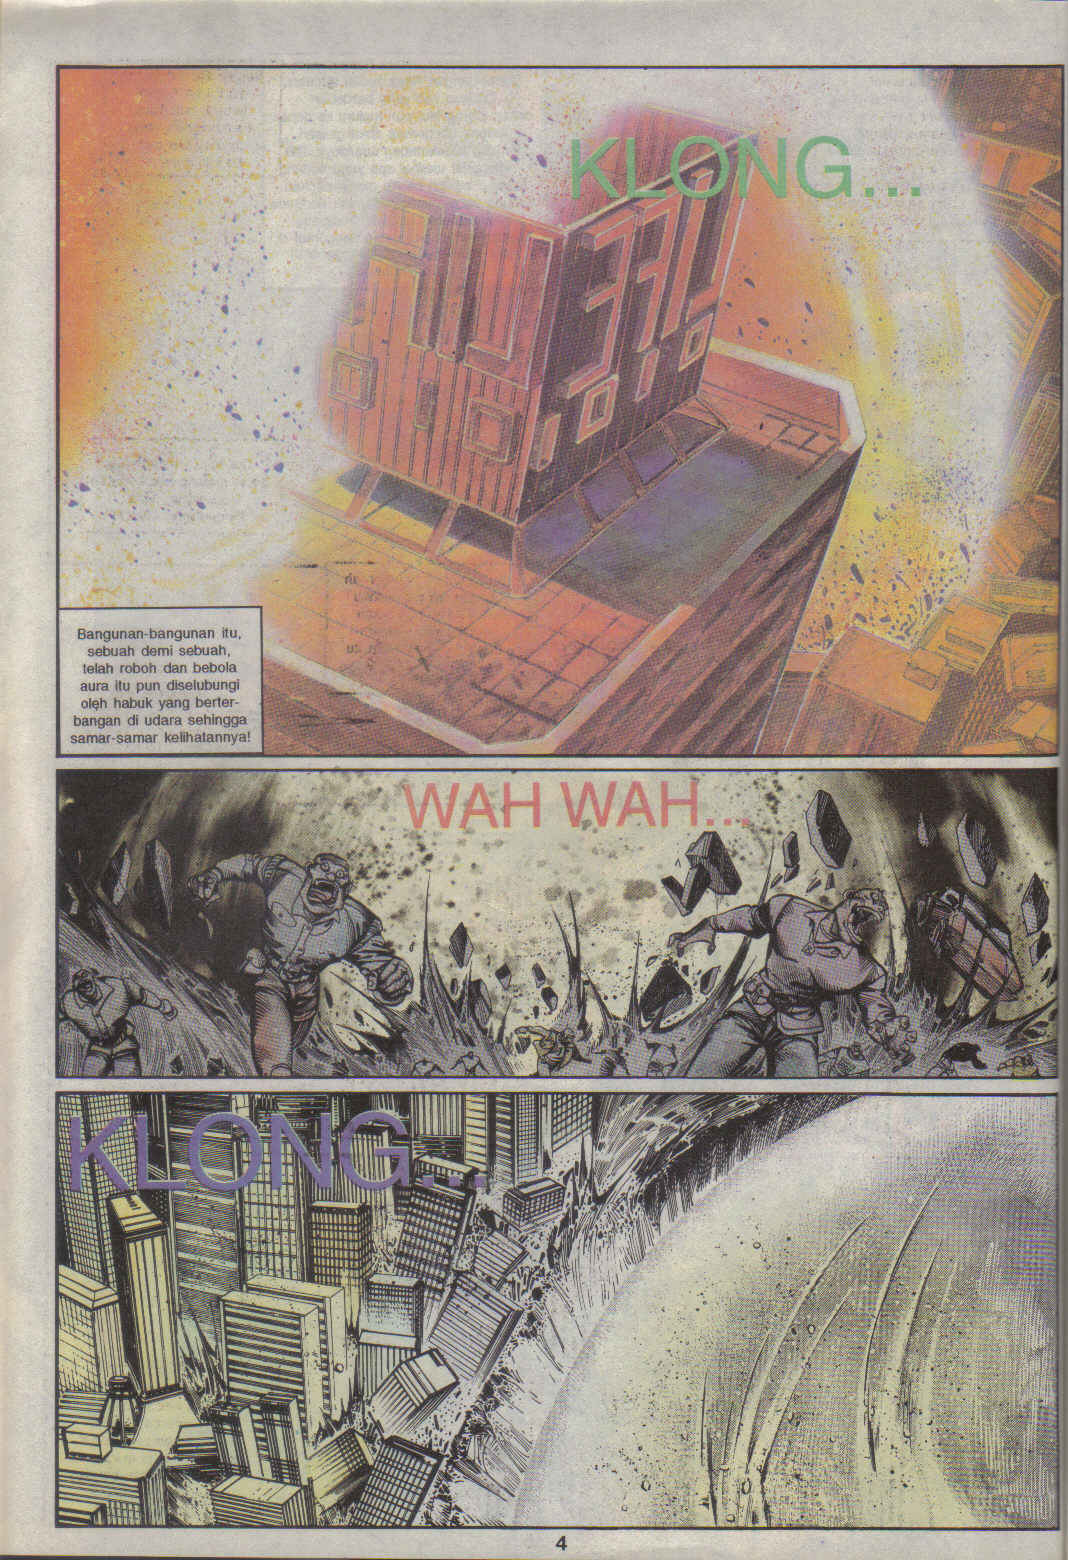 KLONG...
Bangunan-bangunan itu,
sebuah demi sebuah,
telah roboh dan bebola
aura itu pun diselubungi
oleh habuk yang berter-
bangan di udara sehingga
samar-samar kelihatannya!
WAH WAH...
KLONG...
4